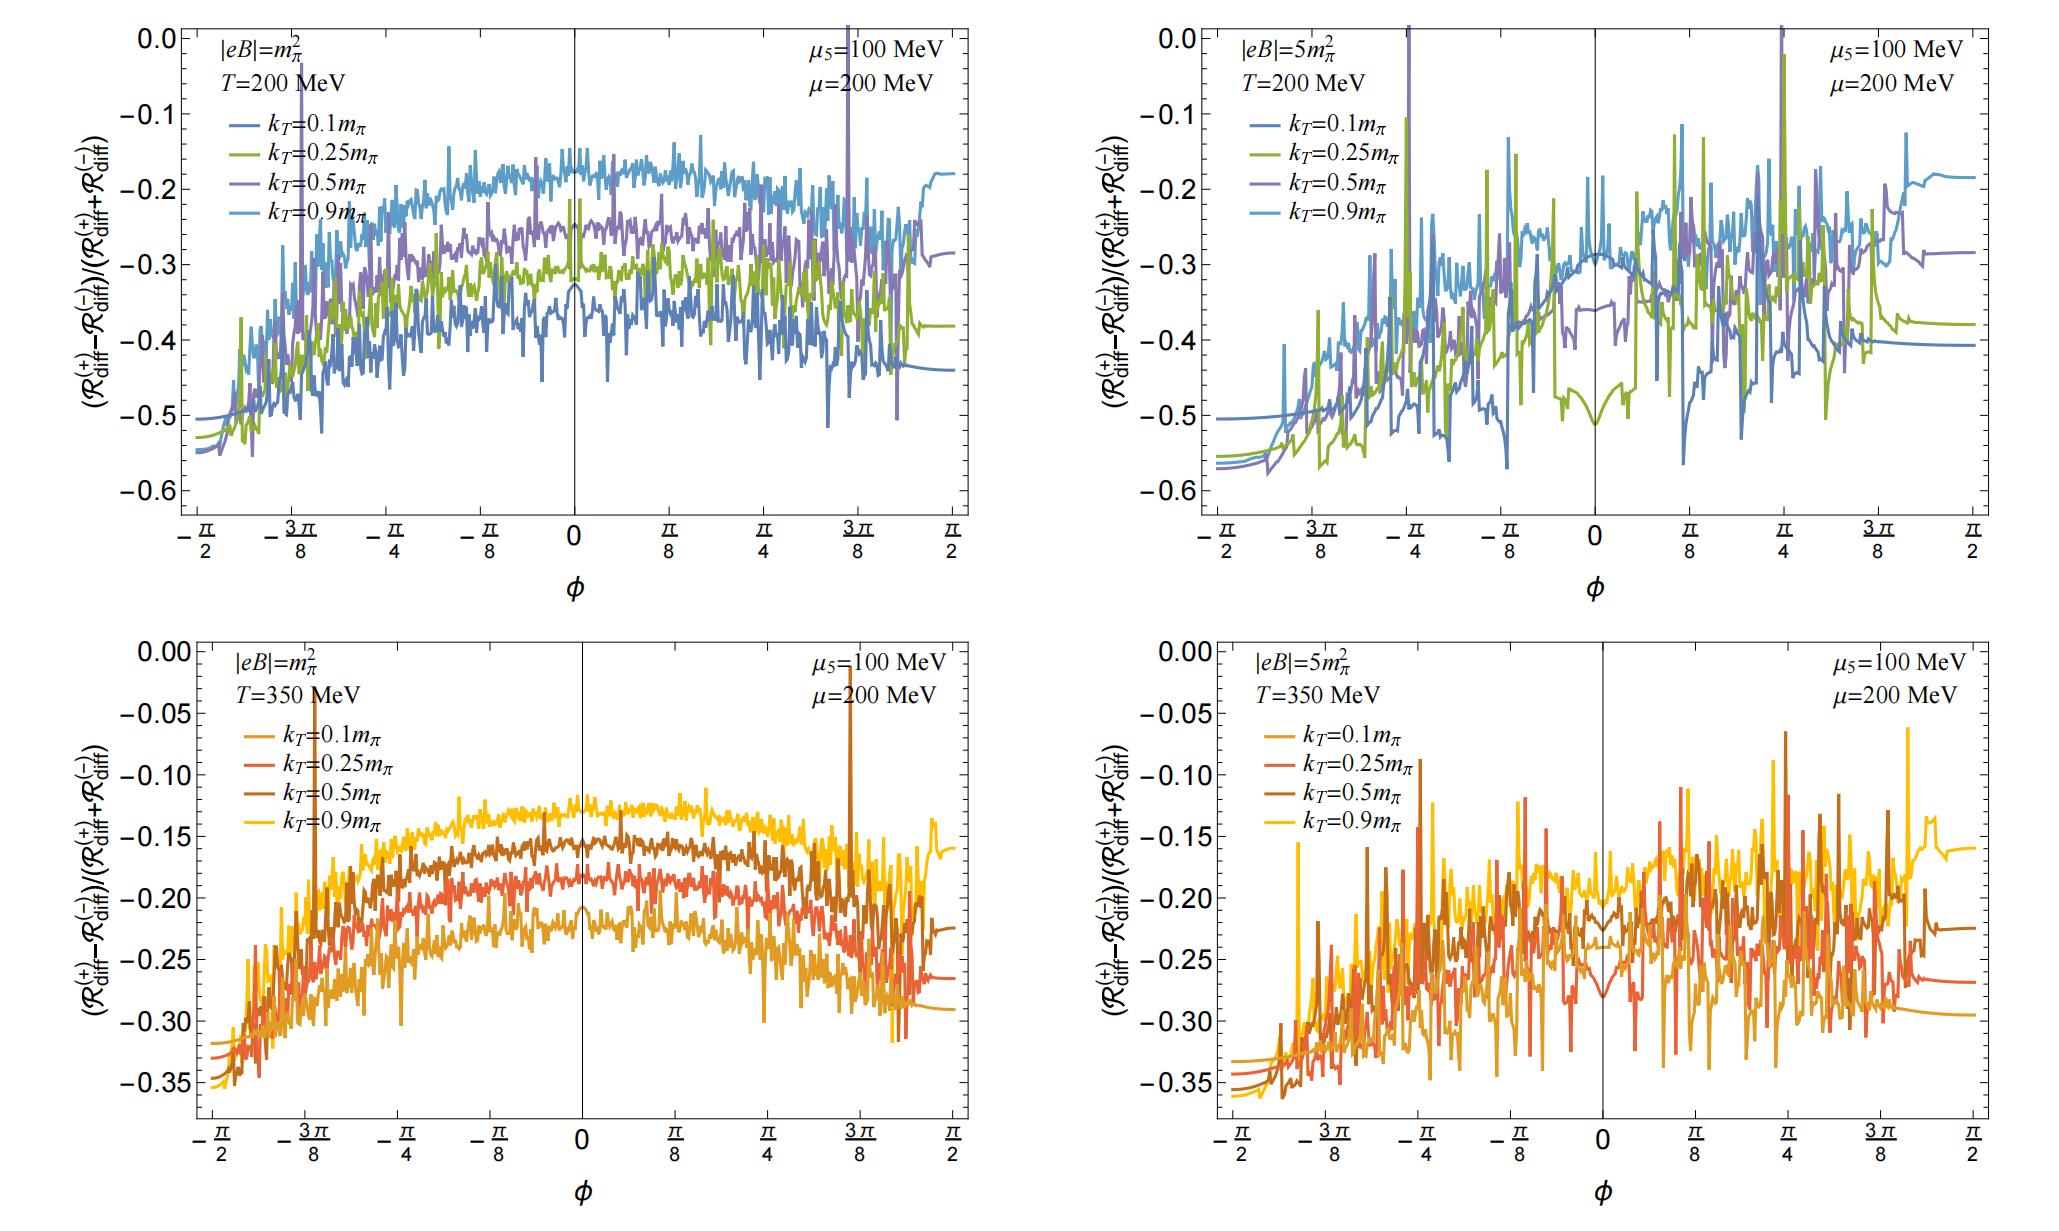 |eB|=m_π^2
T=200 MeV
μ_5=100 MeV
μ=200 MeV
k_T=0.1m_π
k_T=0.25m_π
k_T=0.5m_π
k_T=0.9m_π
0.0
−0.1
−0.2
−0.3
−0.4
−0.5
−0.6
(R_diff^(+)−R_diff^(−))/(R_diff^(+)+R_diff^(−))
−π/2 −3π/8 −π/4 −π/8 0 π/8 π/4 3π/8 π/2
ϕ
|eB|=5m_π^2
T=200 MeV
μ_5=100 MeV
μ=200 MeV
k_T=0.1m_π
k_T=0.25m_π
k_T=0.5m_π
k_T=0.9m_π
0.0
−0.1
−0.2
−0.3
−0.4
−0.5
−0.6
(R_diff^(+)−R_diff^(−))/(R_diff^(+)+R_diff^(−))
−π/2 −3π/8 −π/4 −π/8 0 π/8 π/4 3π/8 π/2
ϕ
|eB|=m_π^2
T=350 MeV
μ_5=100 MeV
μ=200 MeV
k_T=0.1m_π
k_T=0.25m_π
k_T=0.5m_π
k_T=0.9m_π
0.00
−0.05
−0.10
−0.15
−0.20
−0.25
−0.30
−0.35
(R_diff^(+)−R_diff^(−))/(R_diff^(+)+R_diff^(−))
−π/2 −3π/8 −π/4 −π/8 0 π/8 π/4 3π/8 π/2
ϕ
|eB|=5m_π^2
T=350 MeV
μ_5=100 MeV
μ=200 MeV
k_T=0.1m_π
k_T=0.25m_π
k_T=0.5m_π
k_T=0.9m_π
0.00
−0.05
−0.10
−0.15
−0.20
−0.25
−0.30
−0.35
(R_diff^(+)−R_diff^(−))/(R_diff^(+)+R_diff^(−))
−π/2 −3π/8 −π/4 −π/8 0 π/8 π/4 3π/8 π/2
ϕ